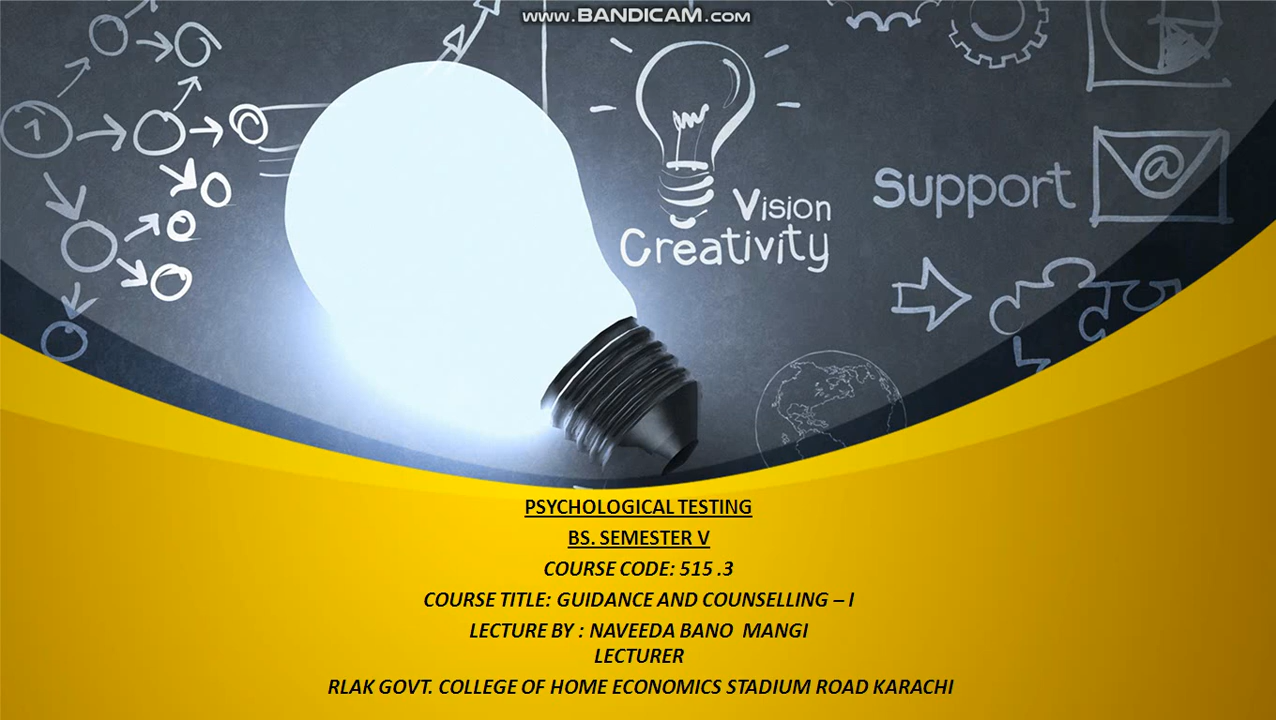 www.BANDICAM.com
1
Vision
Creativity
Support
@
PSYCHOLOGICAL TESTING
BS. SEMESTER V
COURSE CODE: 515 .3
COURSE TITLE: GUIDANCE AND COUNSELLING – I
LECTURE BY : NAVEEDA BANO  MANGI
LECTURER
RLAK GOVT. COLLEGE OF HOME ECONOMICS STADIUM ROAD KARACHI